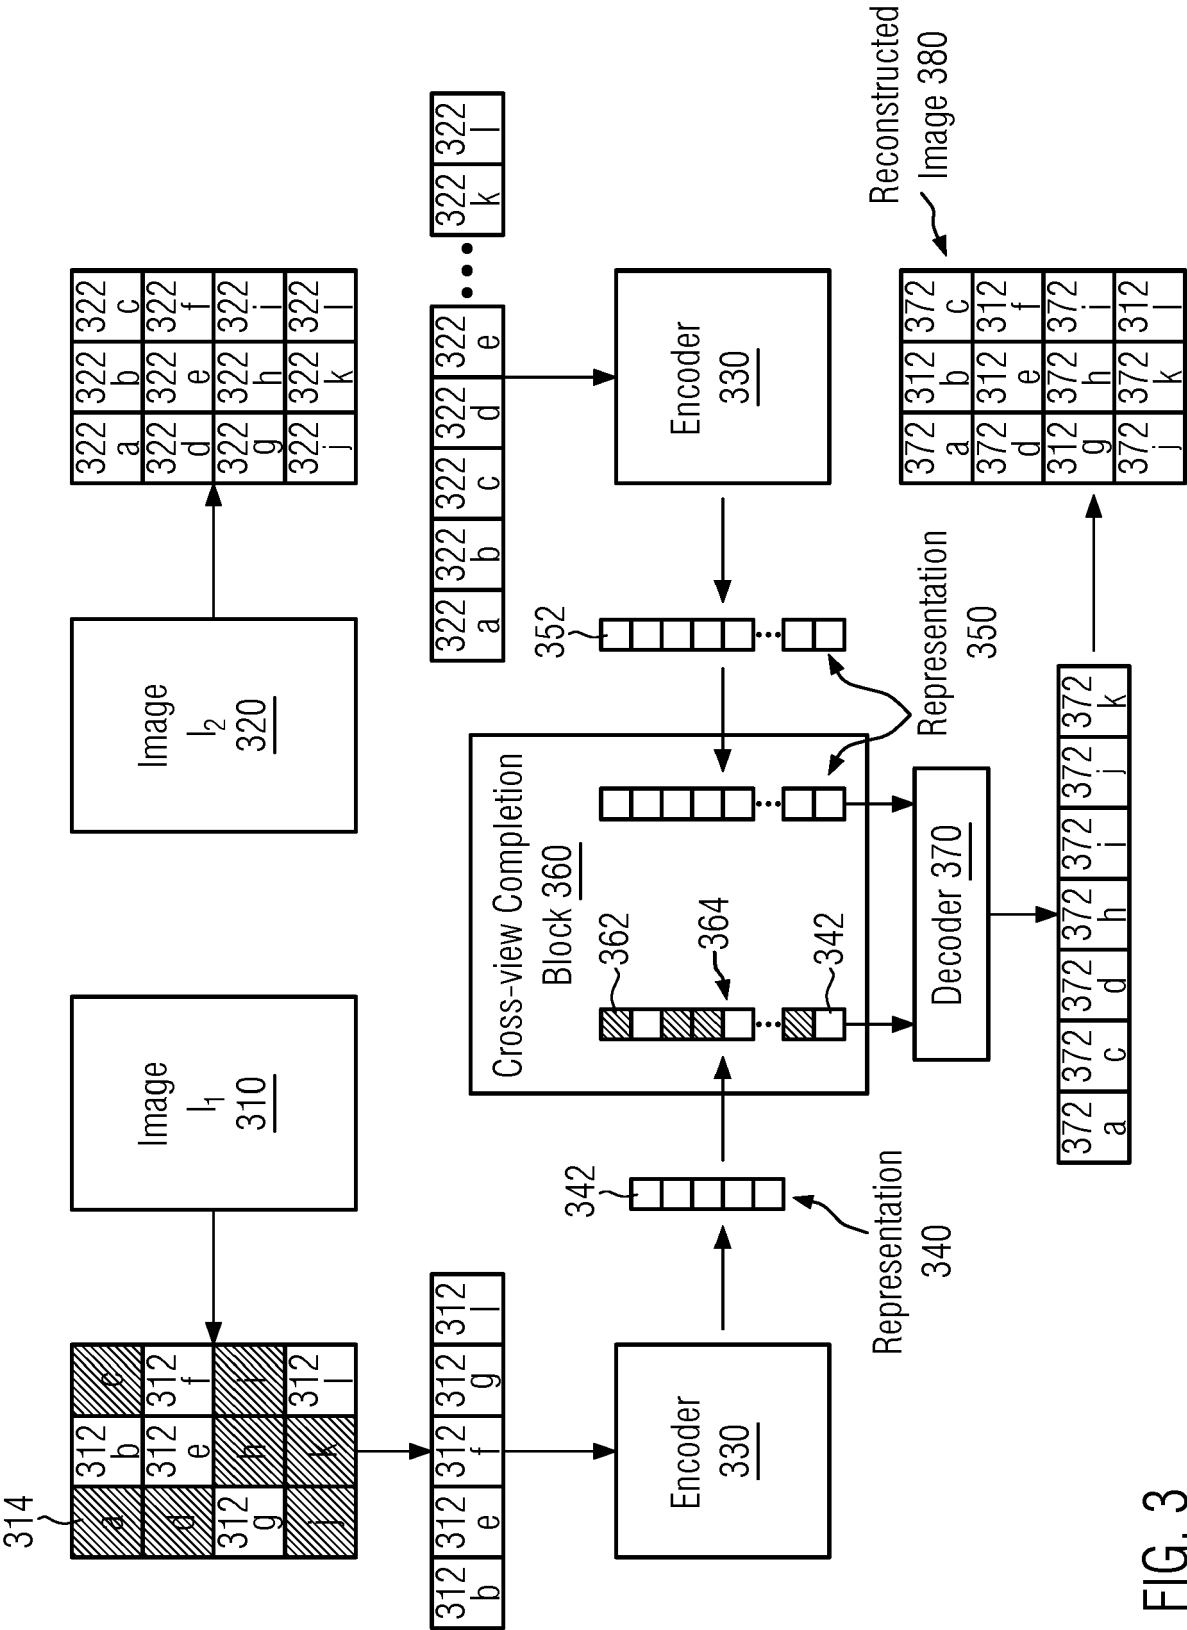 314
312
a b c
312 312
d e f
312
g h i
312
j k l
Image
I1
310
Image
I2
320
322 322 322
a b c
322 322 322
d e f
322 322 322
g h i
322 322 322
j k l
312 312 312 312 312
b e f g l
322 322 322 322 322 ••• 322 322
a b c d e k l
Encoder
330
342
Representation
340
Cross-view Completion
Block 360
362
364
342
352
Representation
350
Encoder
330
Decoder 370
372 372 372 372 372 372 372
a c d h i j k
Reconstructed
Image 380
372 312 372
a b c
372 312 312
d e f
312 372 372
g h i
372 372 312
j k l
FIG. 3